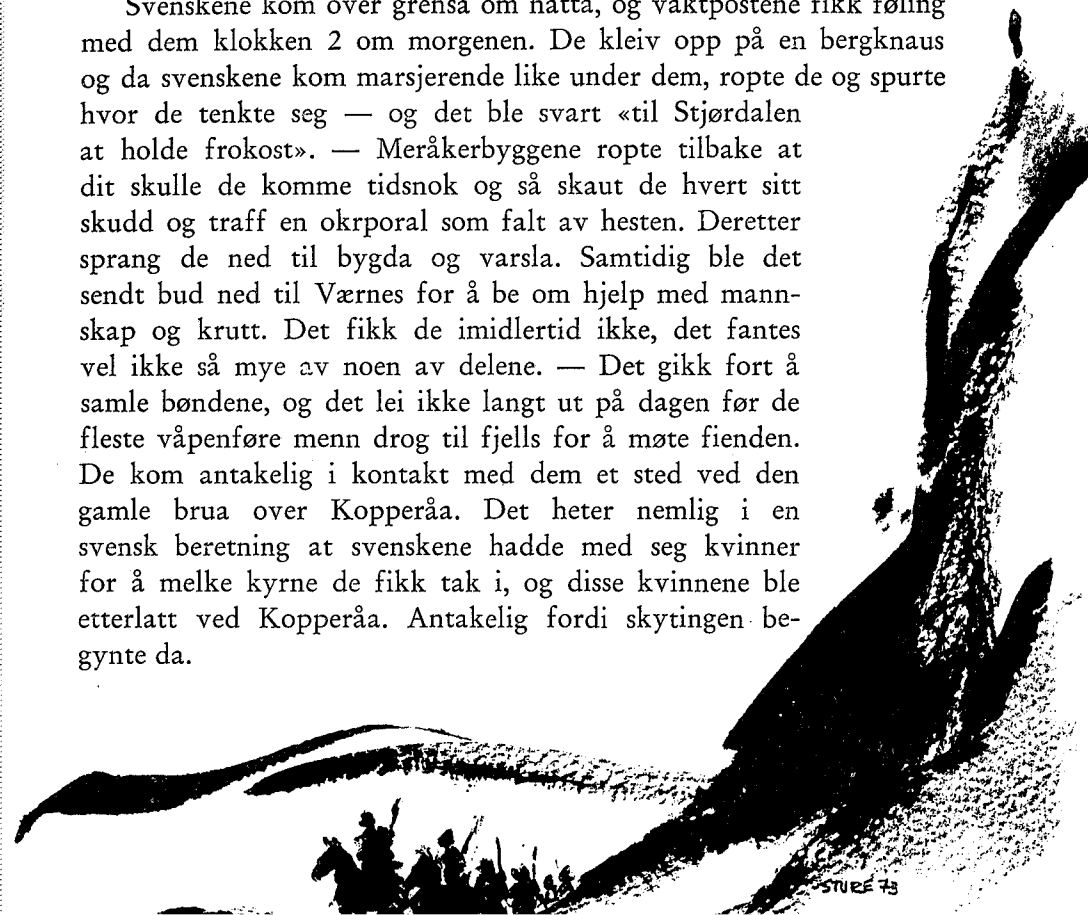 Svenskene kom over grensa om natta, og vaktpostene fikk føling
med dem klokken 2 om morgenen. De kleiv opp på en bergknaus
og da svenskene kom marsjerende like under dem, ropte de og spurte
hvor de tenkte seg — og det ble svart «til Stjørdalen
at holde frokost». — Meråkerbyggene ropte tilbake at
dit skulle de komme tidsnok og så skaut de hvert sitt
skudd og traff en okrporal som falt av hesten. Deretter
sprang de ned til bygda og varsla. Samtidig ble det
sendt bud ned til Værnes for å be om hjelp med mann-
skap og krutt. Det fikk de imidlertid ikke, det fantes
vel ikke så mye av noen av delene. — Det gikk fort å
samle bøndene, og det lei ikke langt ut på dagen før de
fleste våpenføre menn drog til fjells for å møte fienden.
De kom antakelig i kontakt med dem et sted ved den
gamle brua over Kopperåa. Det heter nemlig i en
svensk beretning at svenskene hadde med seg kvinner
for å melke kyrne de fikk tak i, og disse kvinnene ble
etterlatt ved Kopperåa. Antakelig fordi skytingen be-
gynte da.
STURE 73